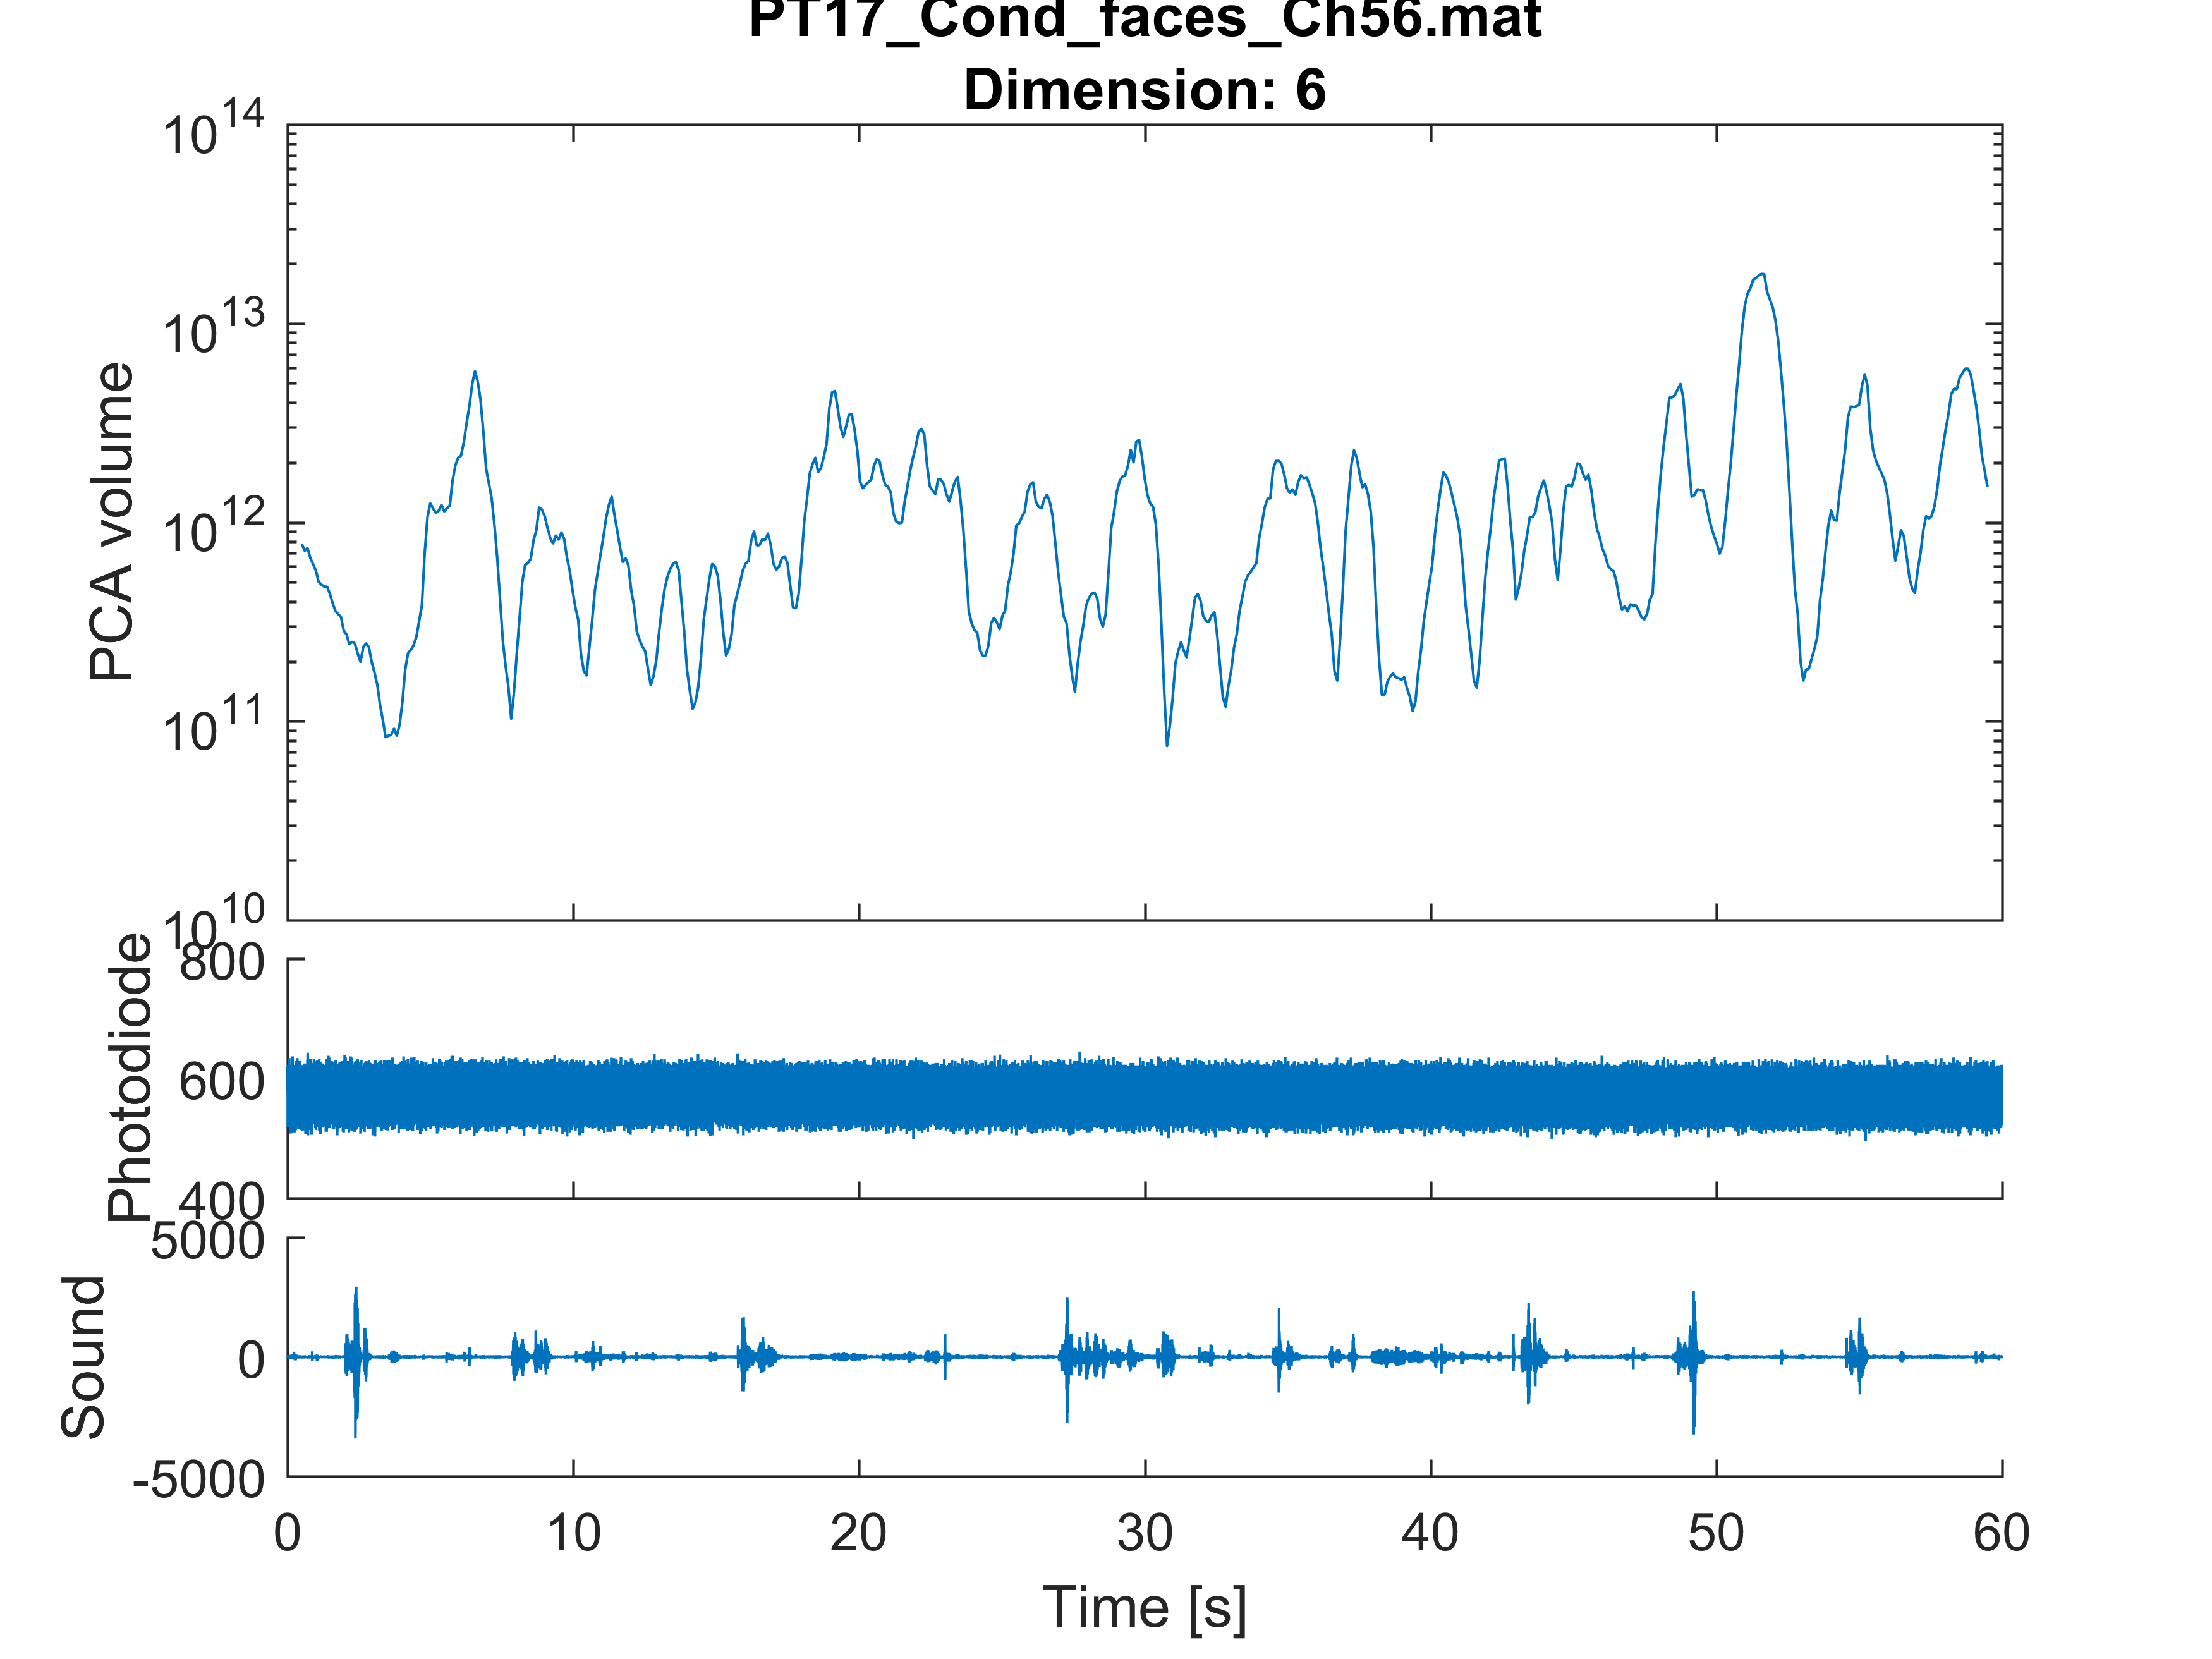 PT17_Cond_faces_Ch56.mat
Dimension: 6
10^14
10^13
10^12
10^11
10^10
PCA volume
800
600
400
Photodiode
5000
0
-5000
Sound
0 10 20 30 40 50 60
Time [s]